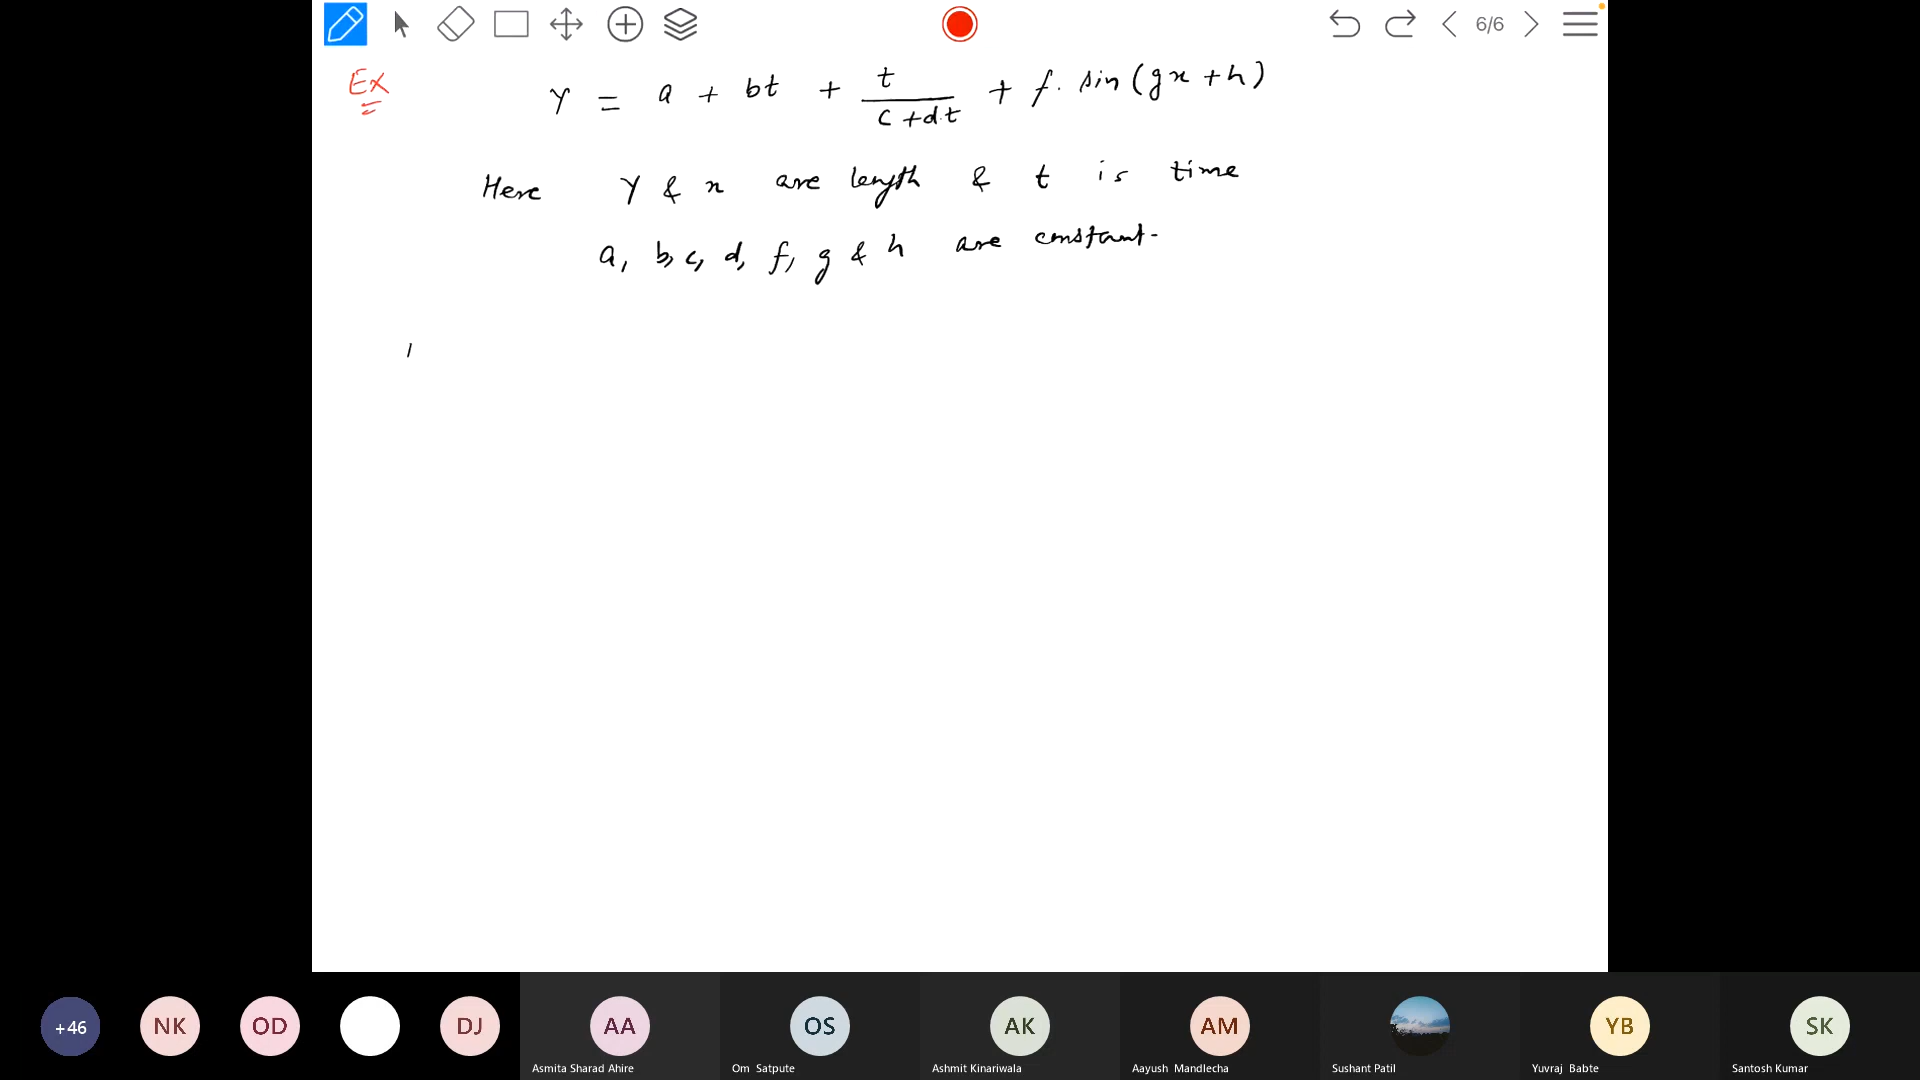 6/6
Ex
Y = a + bt + t/(c + d.t) + f. sin(gx + h)
Here Y & x are length & t is time
a, b, c, d, f, g & h are constant.
+46
NK
OD
DJ
AA
OS
AK
AM
YB
SK
Asmita Sharad Ahire
Om Satpute
Ashmit Kinariwala
Aayush Mandlecha
Sushant Patil
Yuvraj Babte
Santosh Kumar